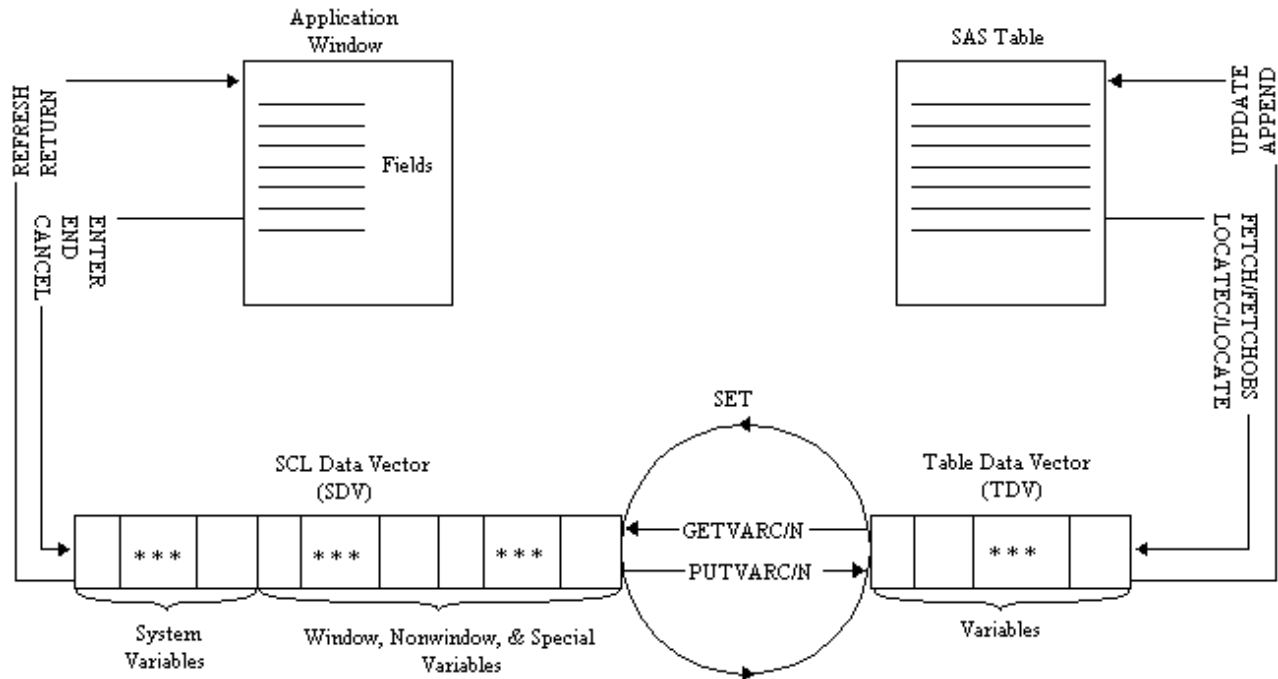 Application
Window
SAS Table
REFRESH
RETURN
Fields
UPDATE
APPEND
CANCEL
END
ENTER
LOCATEC/LOCATE
FETCH/FETCHOBS
SET
SCL Data Vector
(SDV)
Table Data Vector
(TDV)
GETVARC/N
PUTVARC/N
* * *
* * *
* * *
* * *
System
Variables
Window, Nonwindow, & Special
Variables
Variables